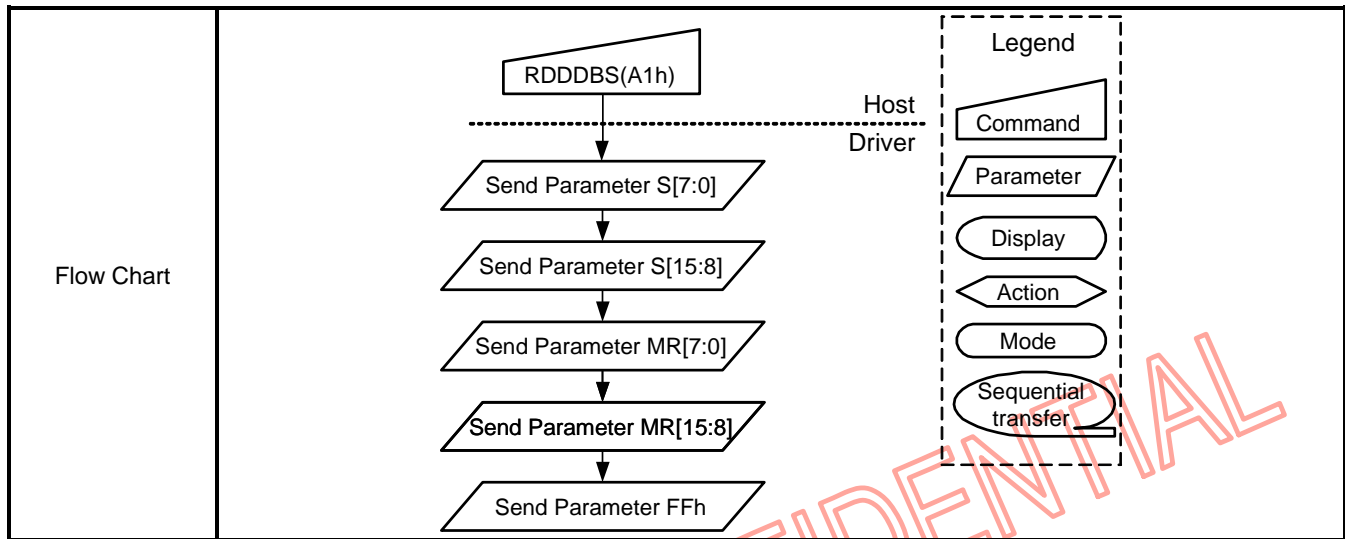 Flow Chart
RDDDBS(A1h)
Host
Driver
Send Parameter S[7:0]
Send Parameter S[15:8]
Send Parameter MR[7:0]
Send Parameter MR[15:8]
Send Parameter FFh
Legend
Command
Parameter
Display
Action
Mode
Sequential
transfer
IDENTIAL